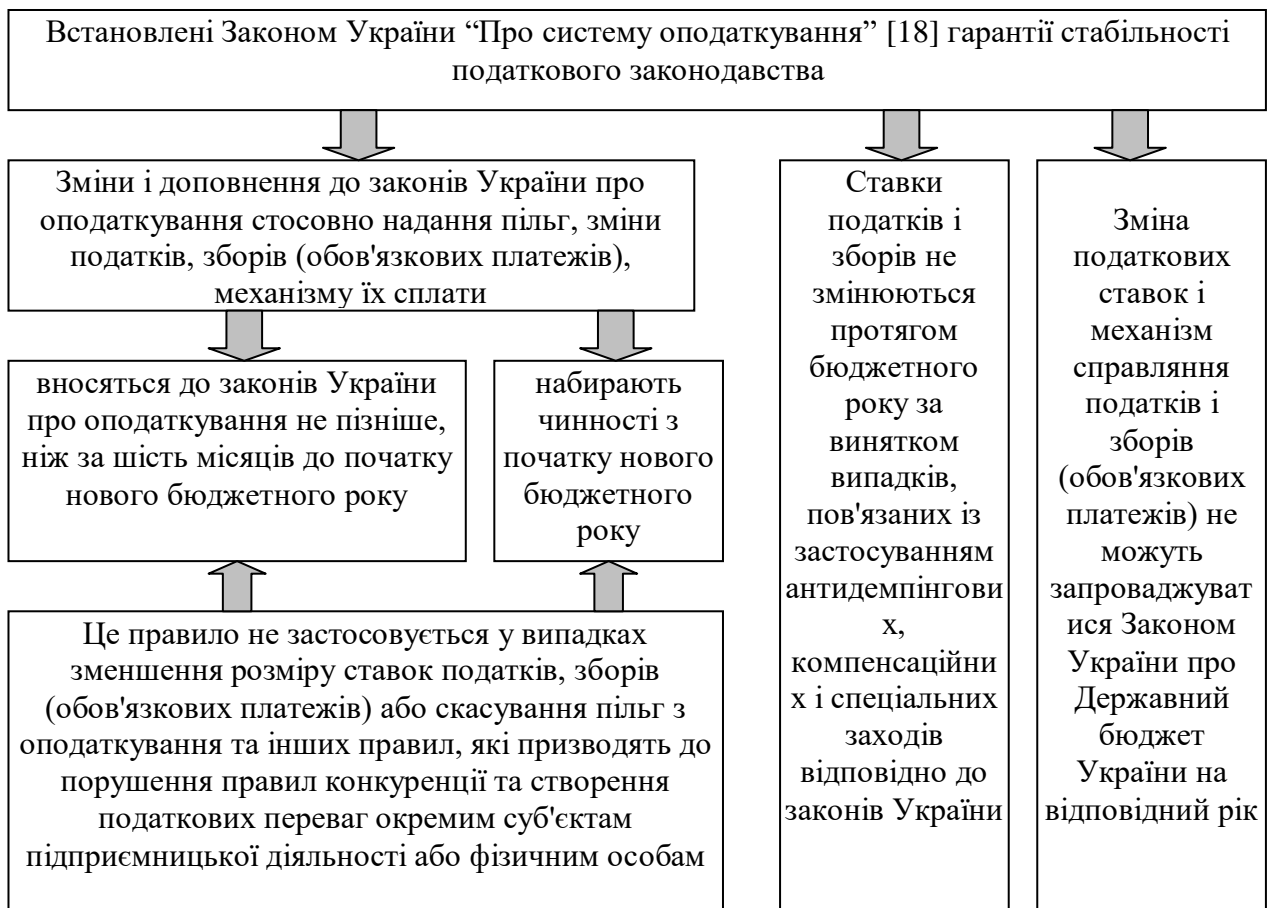 Встановлені Законом України “Про систему оподаткування” [18] гарантії стабільності
податкового законодавства
Зміни і доповнення до законів України про
оподаткування стосовно надання пільг, зміни
податків, зборів (обов'язкових платежів),
механізму їх сплати
вносяться до законів України
про оподаткування не пізніше,
ніж за шість місяців до початку
нового бюджетного року
набирають
чинності з
початку нового
бюджетного
року
Це правило не застосовується у випадках
зменшення розміру ставок податків, зборів
(обов'язкових платежів) або скасування пільг з
оподаткування та інших правил, які призводять до
порушення правил конкуренції та створення
податкових переваг окремим суб'єктам
підприємницької діяльності або фізичним особам
Ставки
податків і
зборів не
змінюються
протягом
бюджетного
року за
винятком
випадків,
пов'язаних із
застосуванням
антидемпінгови
х,
компенсаційни
х і спеціальних
заходів
відповідно до
законів України
Зміна
податкових
ставок і
механізм
справляння
податків і
зборів
(обов'язкових
платежів) не
можуть
запроваджуват
ися Законом
України про
Державний
бюджет
України на
відповідний рік